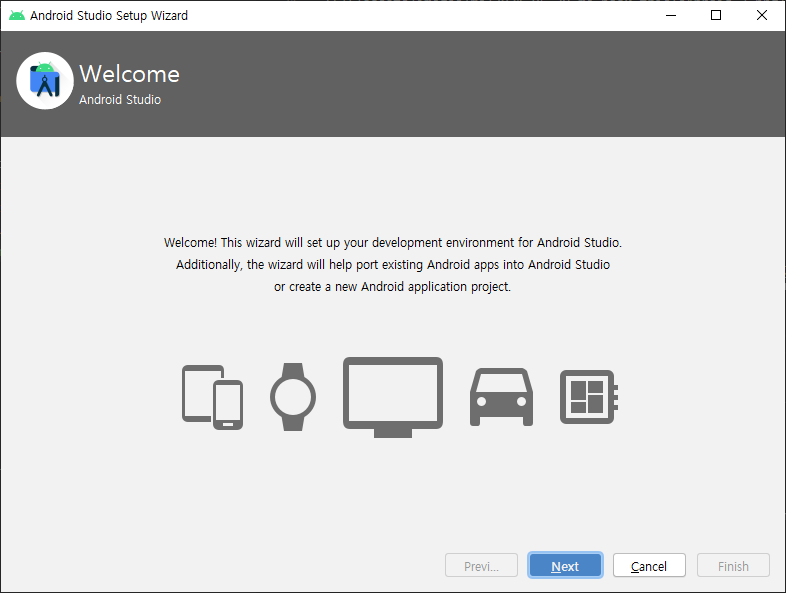 Android Studio Setup Wizard
Welcome
Android Studio
Welcome! This wizard will set up your development environment for Android Studio.
Additionally, the wizard will help port existing Android apps into Android Studio
or create a new Android application project.
Previ...
Next
Cancel
Finish